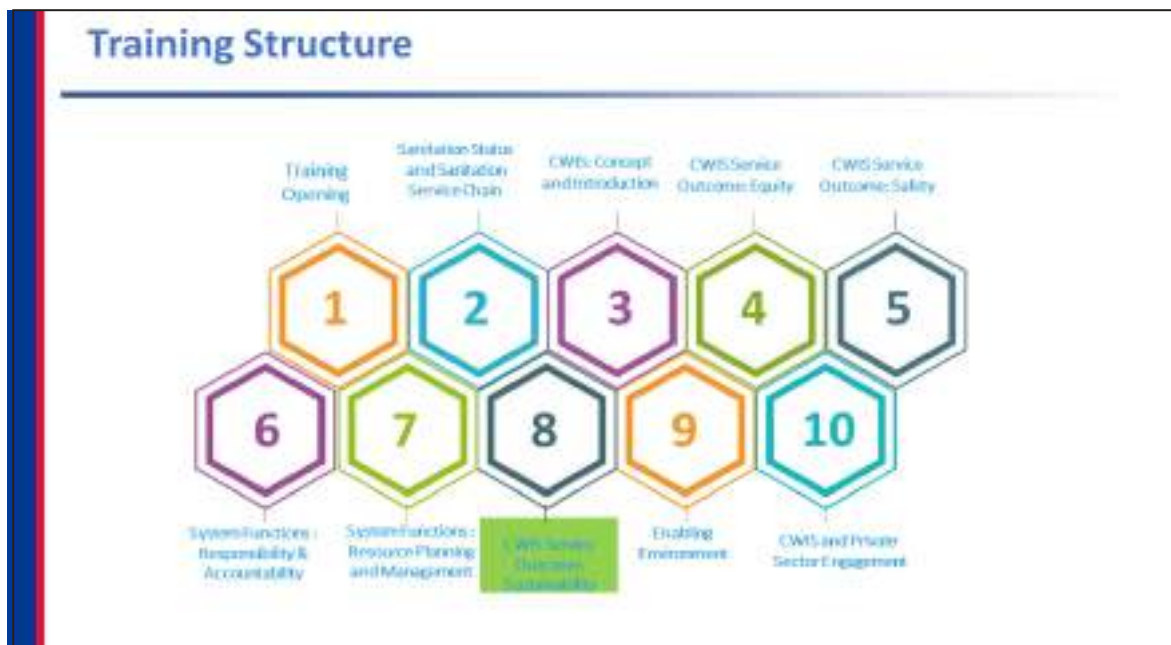 Training Structure
Training
Opening
Sanitation Status
and Sanitation
Service Chain
CWIS: Concept
and Introduction
CWIS Service
Outcome: Equity
CWIS Service
Outcome: Safety
1
2
3
4
5
6
7
8
9
10
System Functions :
Responsibility &
Accountability
System Functions :
Resource Planning
and Management
CWIS Service
Outcome:
Sustainability
Enabling
Environment
CWIS and Private
Sector Engagement